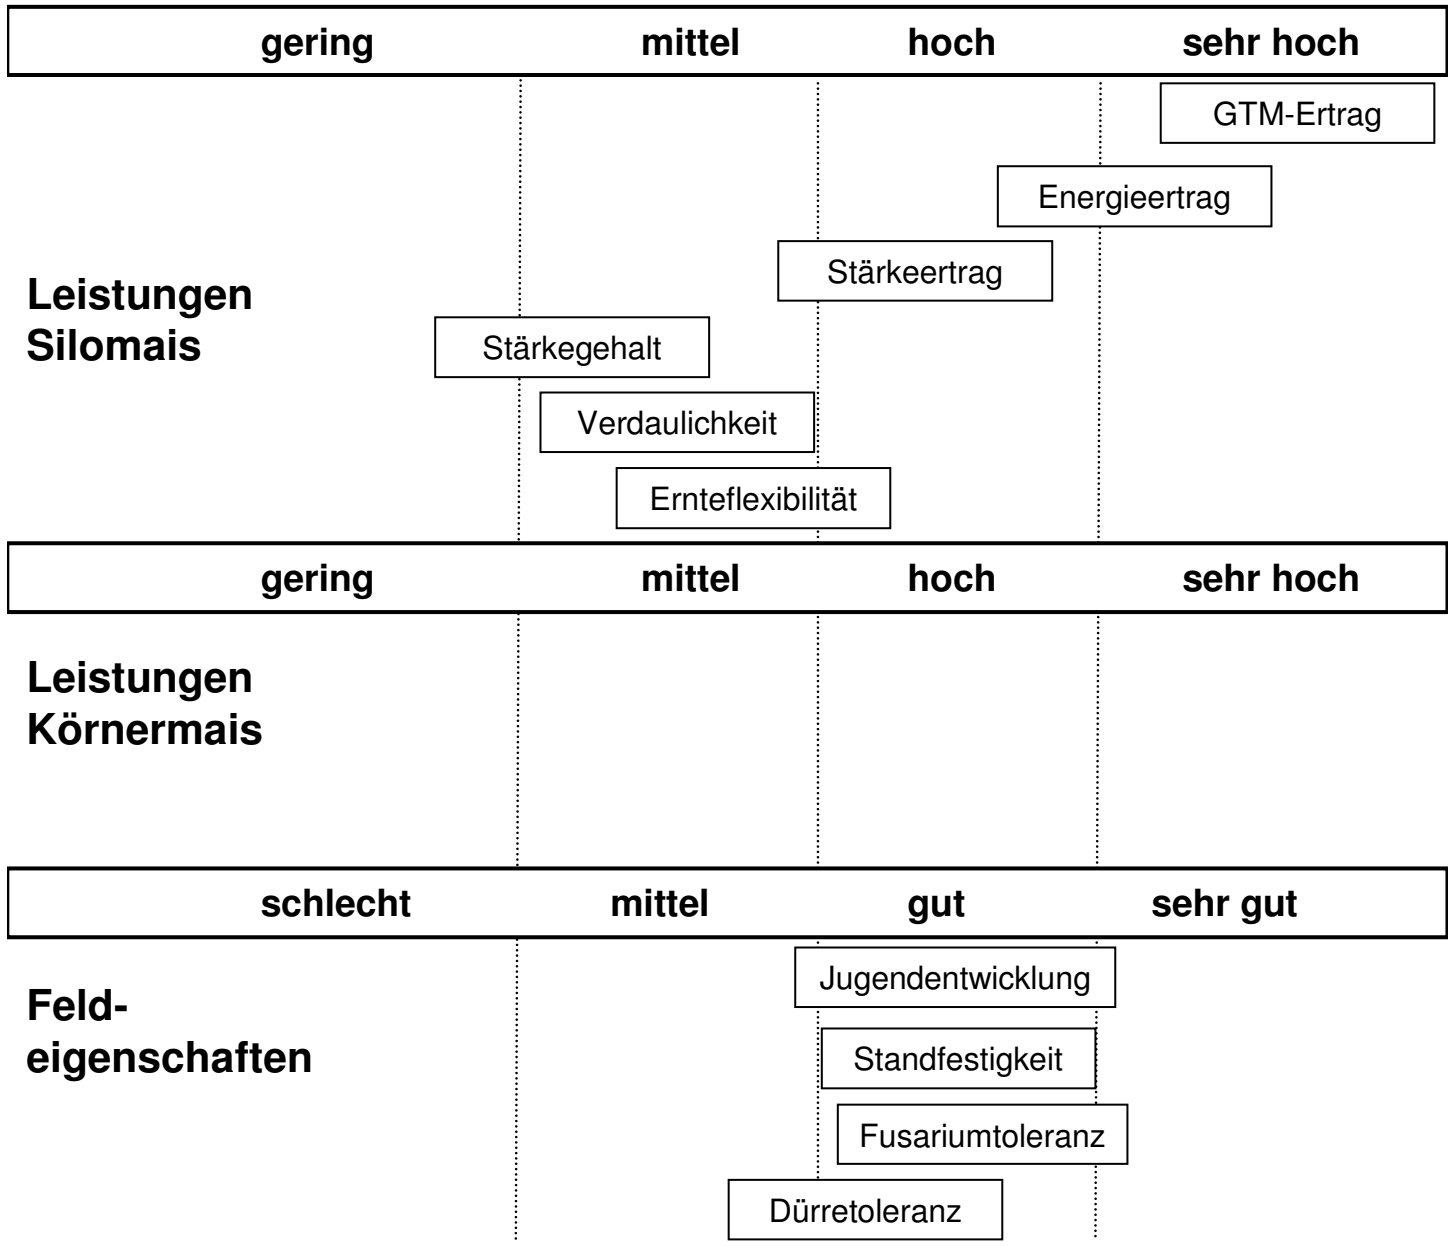 gering mittel hoch sehr hoch
GTM-Ertrag
Energieertrag
Stärkeertrag
Leistungen
Silomais
Stärkegehalt
Verdaulichkeit
Ernteflexibilität
gering mittel hoch sehr hoch
Leistungen
Körnermais
schlecht mittel gut sehr gut
Jugendentwicklung
Feld-
eigenschaften
Standfestigkeit
Fusariumtoleranz
Dürretoleranz